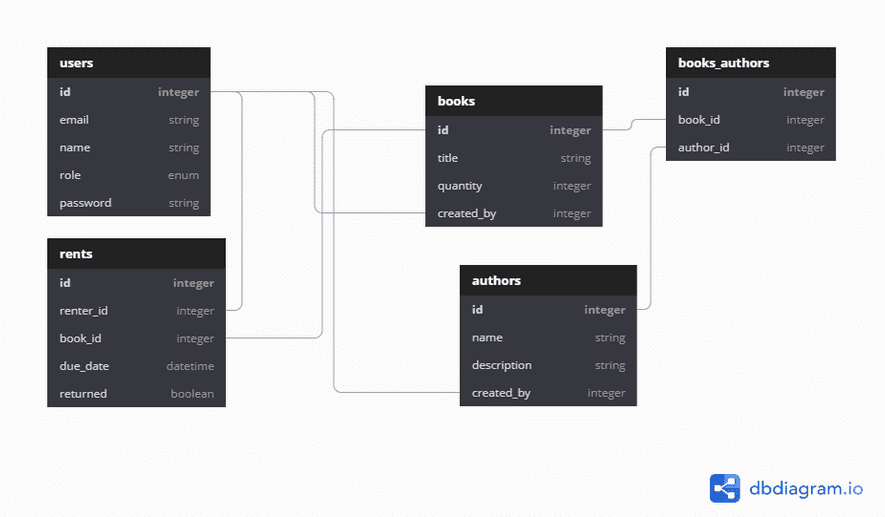 users
id integer
email string
name string
role enum
password string
rents
id integer
renter_id integer
book_id integer
due_date datetime
returned boolean
books
id integer
title string
quantity integer
created_by integer
authors
id integer
name string
description string
created_by integer
books_authors
id integer
book_id integer
author_id integer
dbdiagram.io